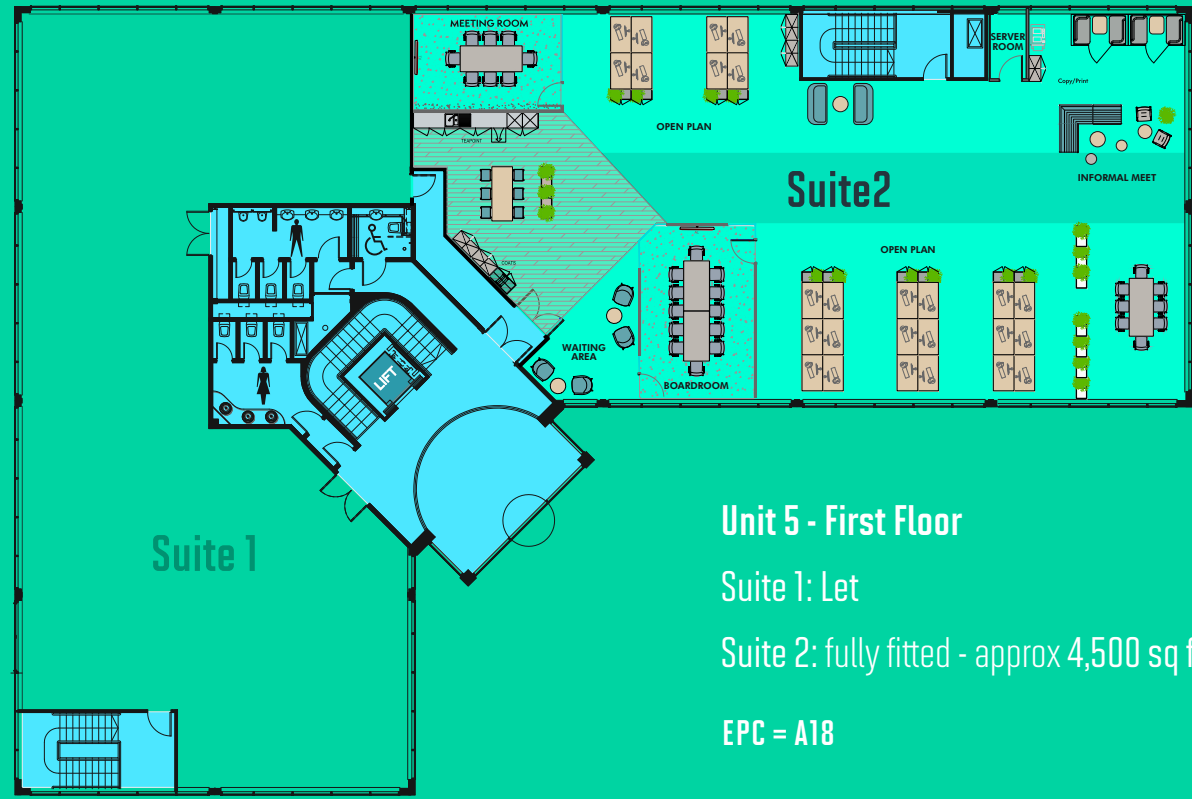 MEETING ROOM
SERVER
ROOM
Copy/Print
TEAPOINT
OPEN PLAN
Suite2
INFORMAL MEET
OPEN PLAN
COATS
WAITING
AREA
BOARDROOM
LIFT
Suite 1
Unit 5 - First Floor
Suite 1: Let
Suite 2: fully fitted - approx 4,500 sq f
EPC = A18